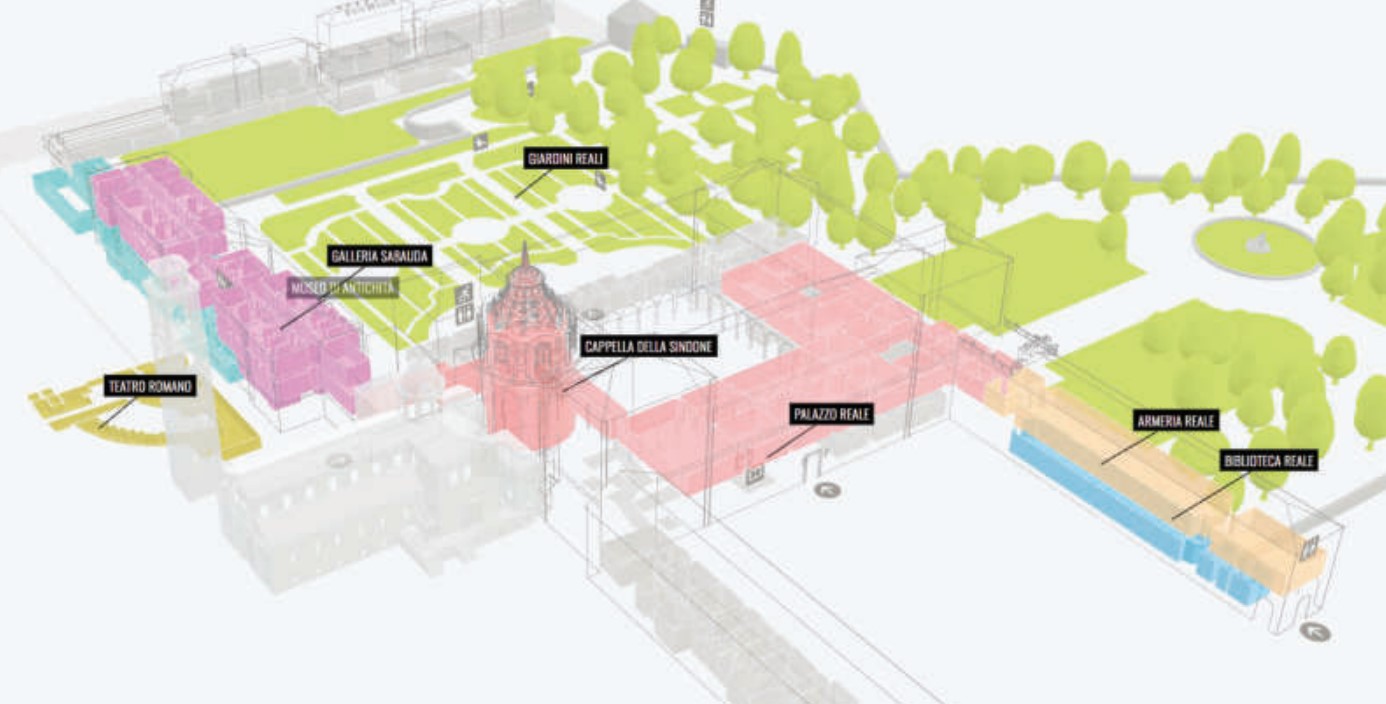 GIARDINI REALI
GALLERIA SABAUDA
MUSEO DI ANTICHITÀ
CAPPELLA DELLA SINDONE
TEATRO ROMANO
PALAZZO REALE
ARMERIA REALE
BIBLIOTECA REALE